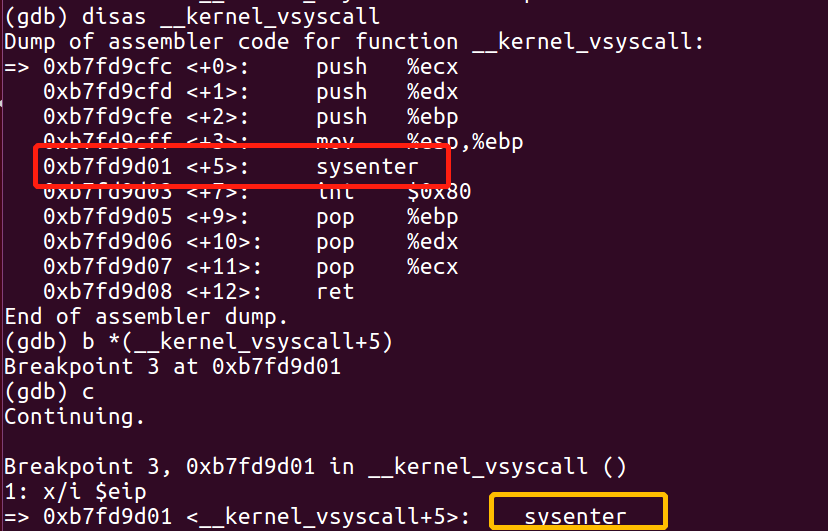 (gdb) disas __kernel_vsyscall
Dump of assembler code for function __kernel_vsyscall:
=> 0xb7fd9cfc <+0>:     push   %ecx
   0xb7fd9cfd <+1>:     push   %edx
   0xb7fd9cfe <+2>:     push   %ebp
   0xb7fd9cff <+3>:     mov    %esp,%ebp
   0xb7fd9d01 <+5>:     sysenter
   0xb7fd9d03 <+7>:     int    $0x80
   0xb7fd9d05 <+9>:     pop    %ebp
   0xb7fd9d06 <+10>:    pop    %edx
   0xb7fd9d07 <+11>:    pop    %ecx
   0xb7fd9d08 <+12>:    ret
End of assembler dump.
(gdb) b *(__kernel_vsyscall+5)
Breakpoint 3 at 0xb7fd9d01
(gdb) c
Continuing.
Breakpoint 3, 0xb7fd9d01 in __kernel_vsyscall ()
1: x/i $eip
=> 0xb7fd9d01 <__kernel_vsyscall+5>:   sysenter